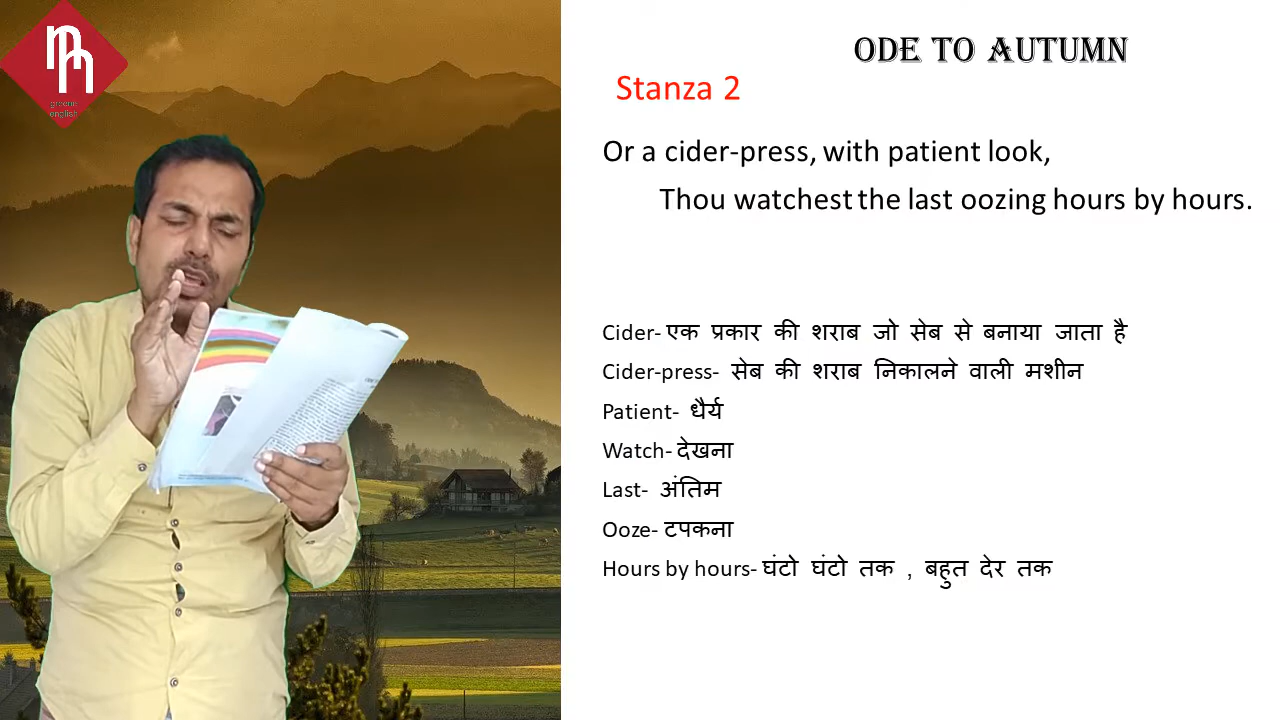 greene
english
ODE TO AUTUMN
Stanza 2
Or a cider-press, with patient look,
Thou watchest the last oozing hours by hours.
Cider- एक प्रकार की शराब जो सेब से बनाया जाता है
Cider-press- सेब की शराब निकालने वाली मशीन
Patient- धैर्य
Watch- देखना
Last- अंतिम
Ooze- टपकना
Hours by hours- घंटो घंटो तक , बहुत देर तक